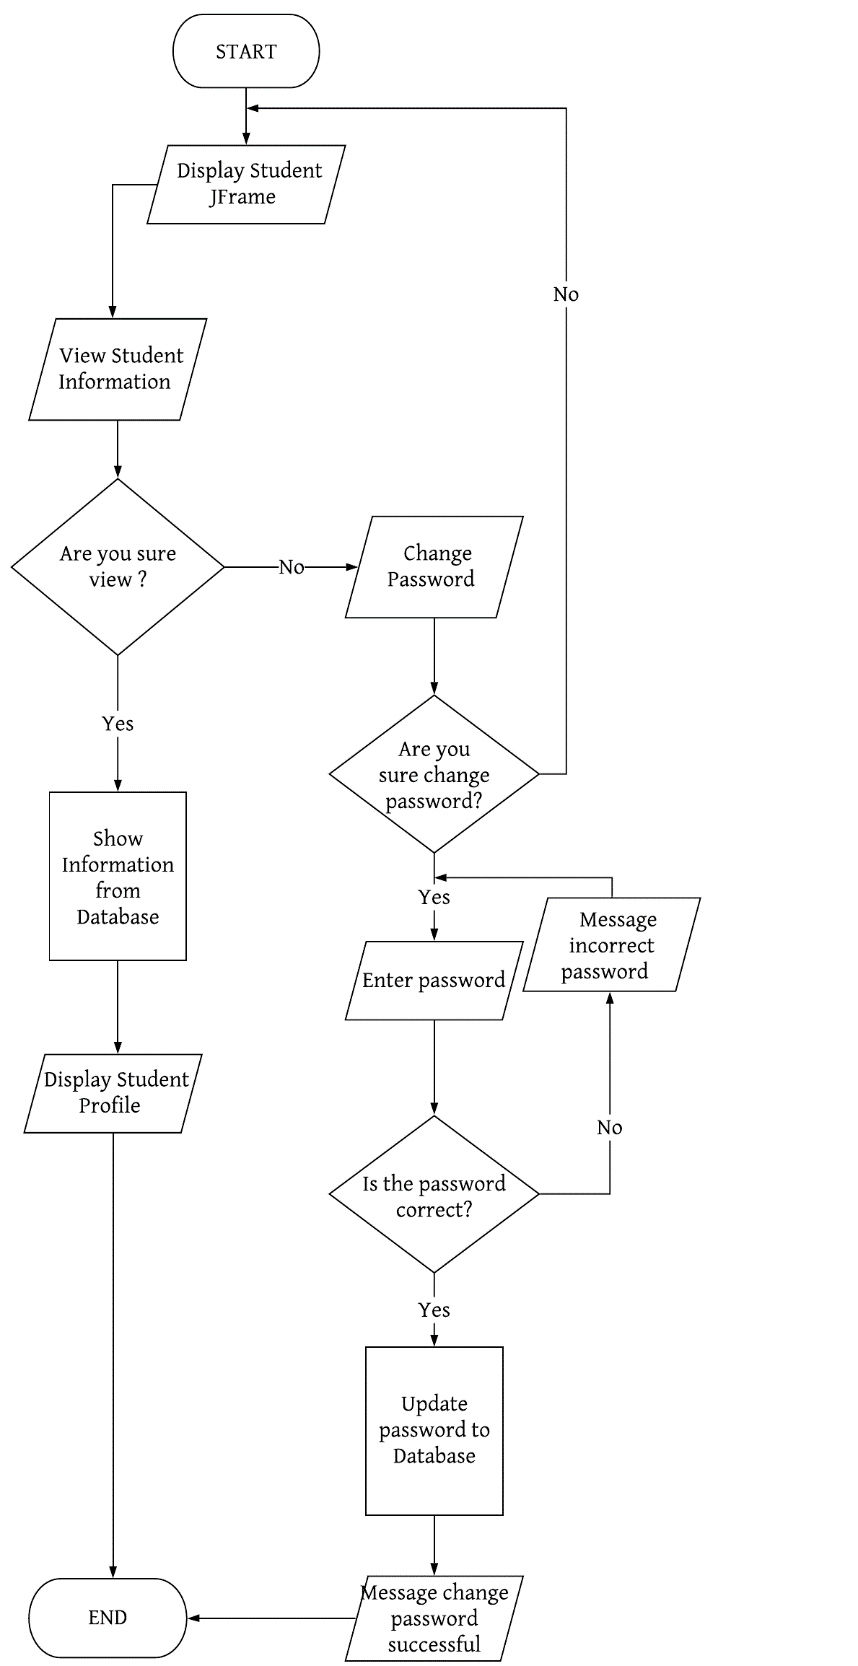 START
Display Student
JFrame
No
View Student
Information
Are you sure
view ?
No
Change
Password
Yes
Are you
sure change
password?
Show
Information
from
Database
Yes
Message
incorrect
password
Enter password
Display Student
Profile
No
Is the password
correct?
Yes
Update
password to
Database
Message change
password
successful
END